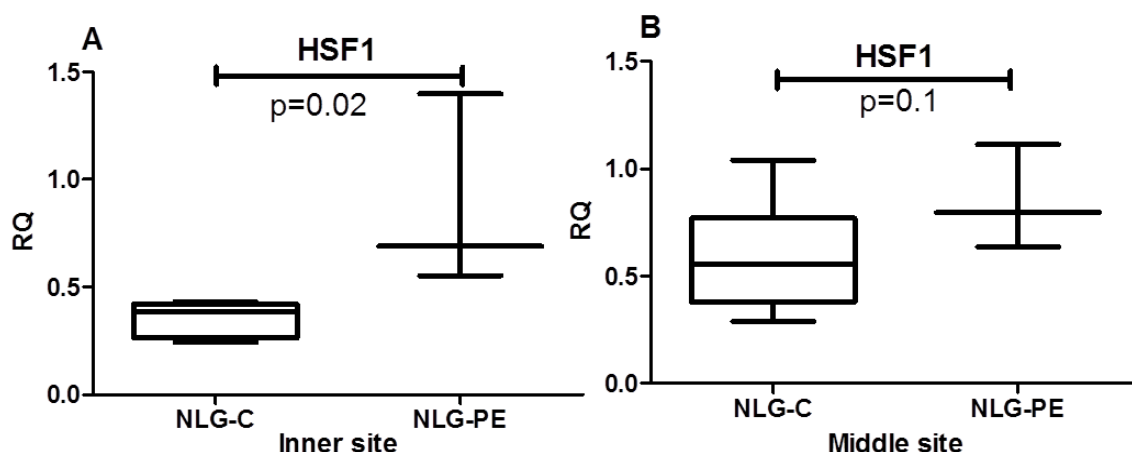 A
HSF1
p=0.02
1.5
1.0
0.5
0.0
RQ
NLG-C NLG-PE
Inner site
B
HSF1
p=0.1
1.5
1.0
0.5
0.0
RQ
NLG-C NLG-PE
Middle site